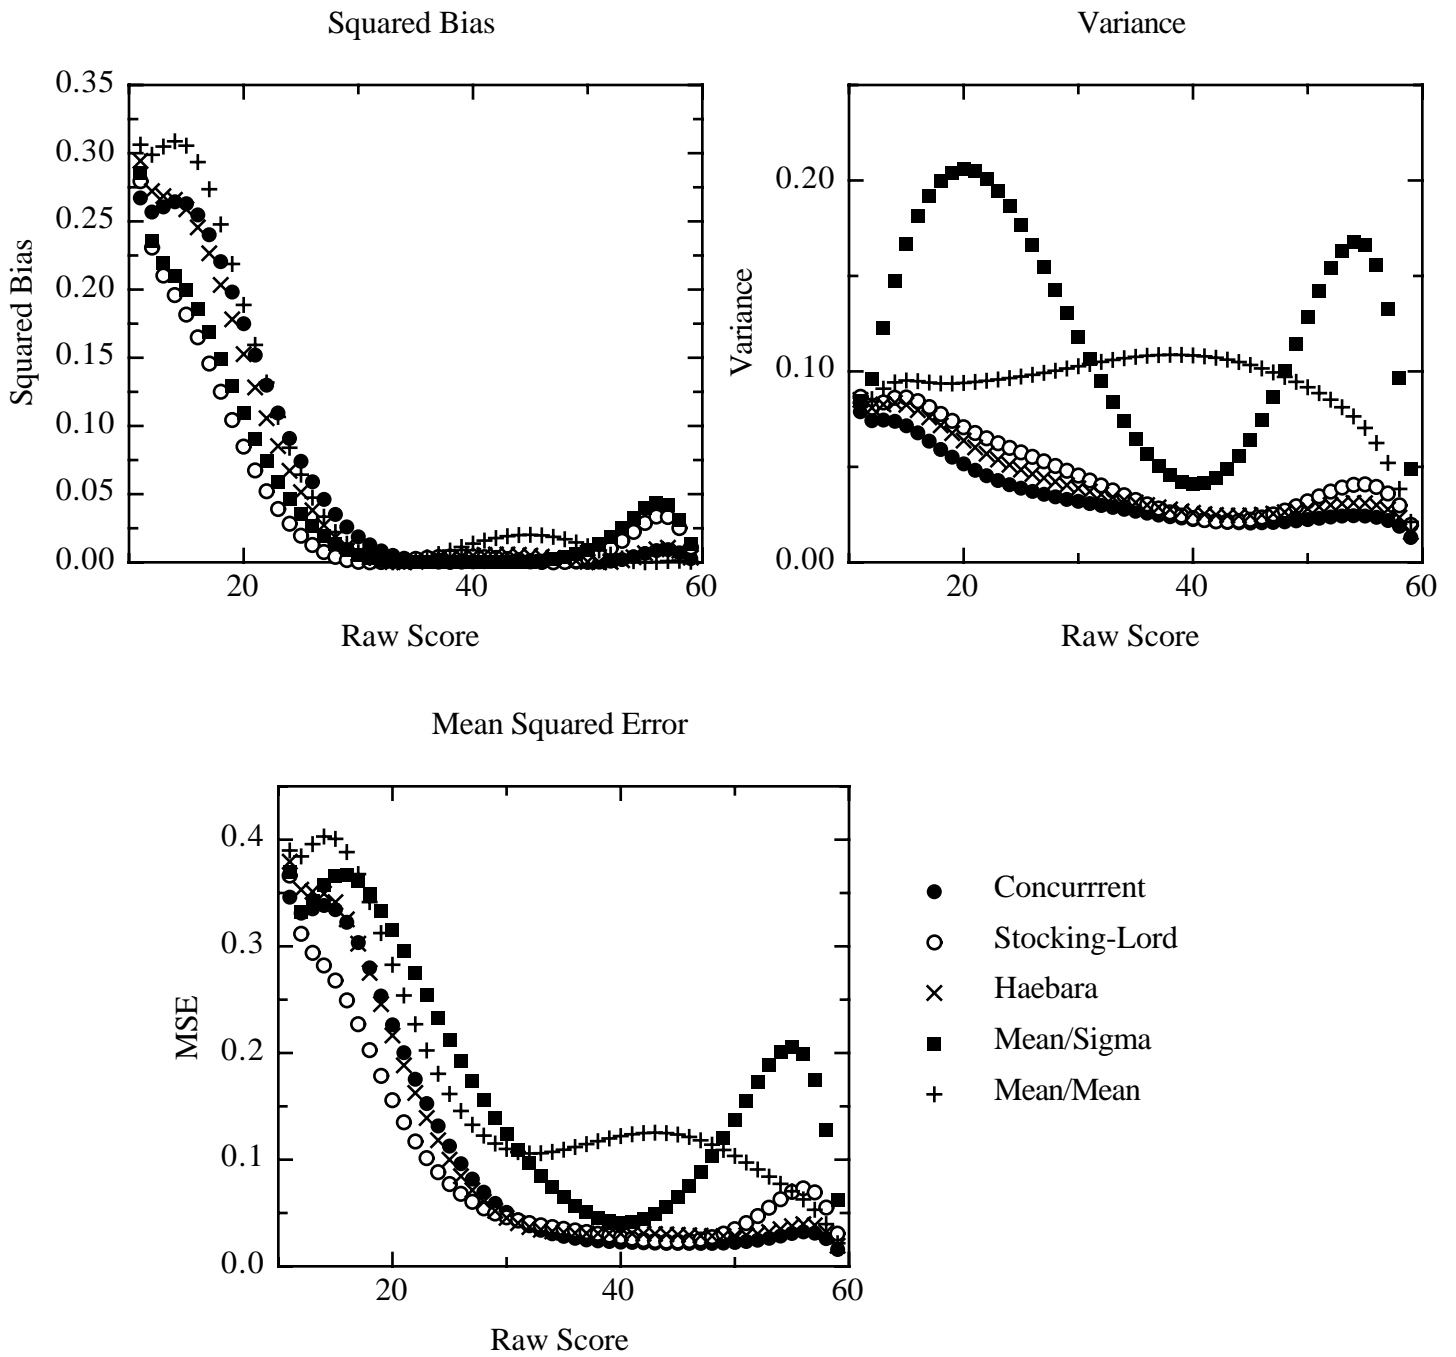 Squared Bias
Variance
0.35
0.30
0.25
0.20
0.15
0.10
0.05
0.00
Squared Bias
20
40
60
Raw Score
0.20
0.10
0.00
Variance
20
40
60
Raw Score
Mean Squared Error
0.4
0.3
0.2
0.1
0.0
MSE
20
40
60
Raw Score
Concurrrent
Stocking-Lord
Haebara
Mean/Sigma
Mean/Mean